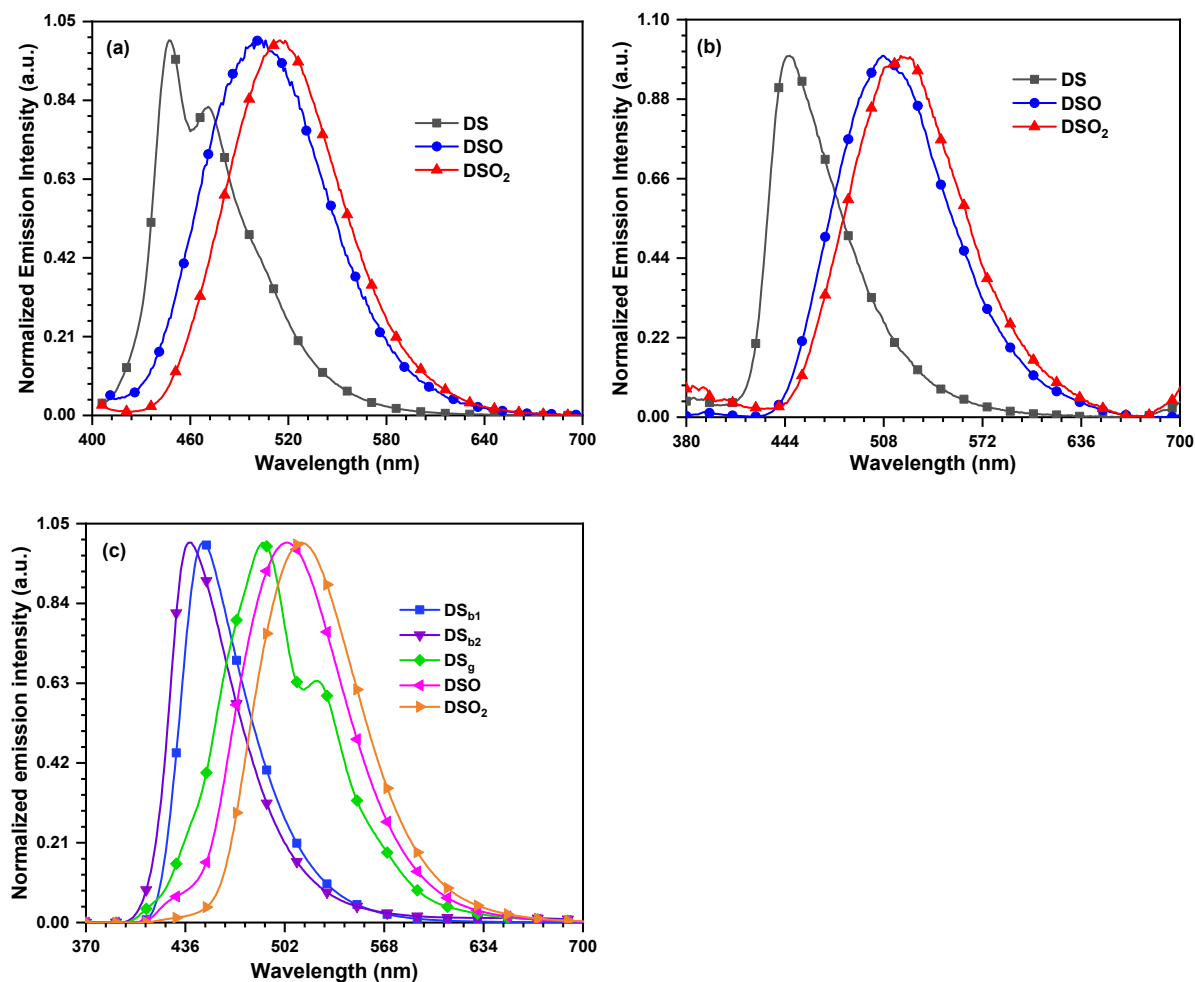 (a)
Normalized Emission Intensity (a.u.)
1.05
0.84
0.63
0.42
0.21
0.00
DS
DSO
DSO₂
400 460 520 580 640 700
Wavelength (nm)
(b)
Normalized Emission Intensity (a.u.)
1.10
0.88
0.66
0.44
0.22
0.00
DS
DSO
DSO₂
380 444 508 572 636 700
Wavelength (nm)
(c)
Normalized emission intensity (a.u.)
1.05
0.84
0.63
0.42
0.21
0.00
DSb1
DSb2
DSg
DSO
DSO₂
370 436 502 568 634 700
Wavelength (nm)